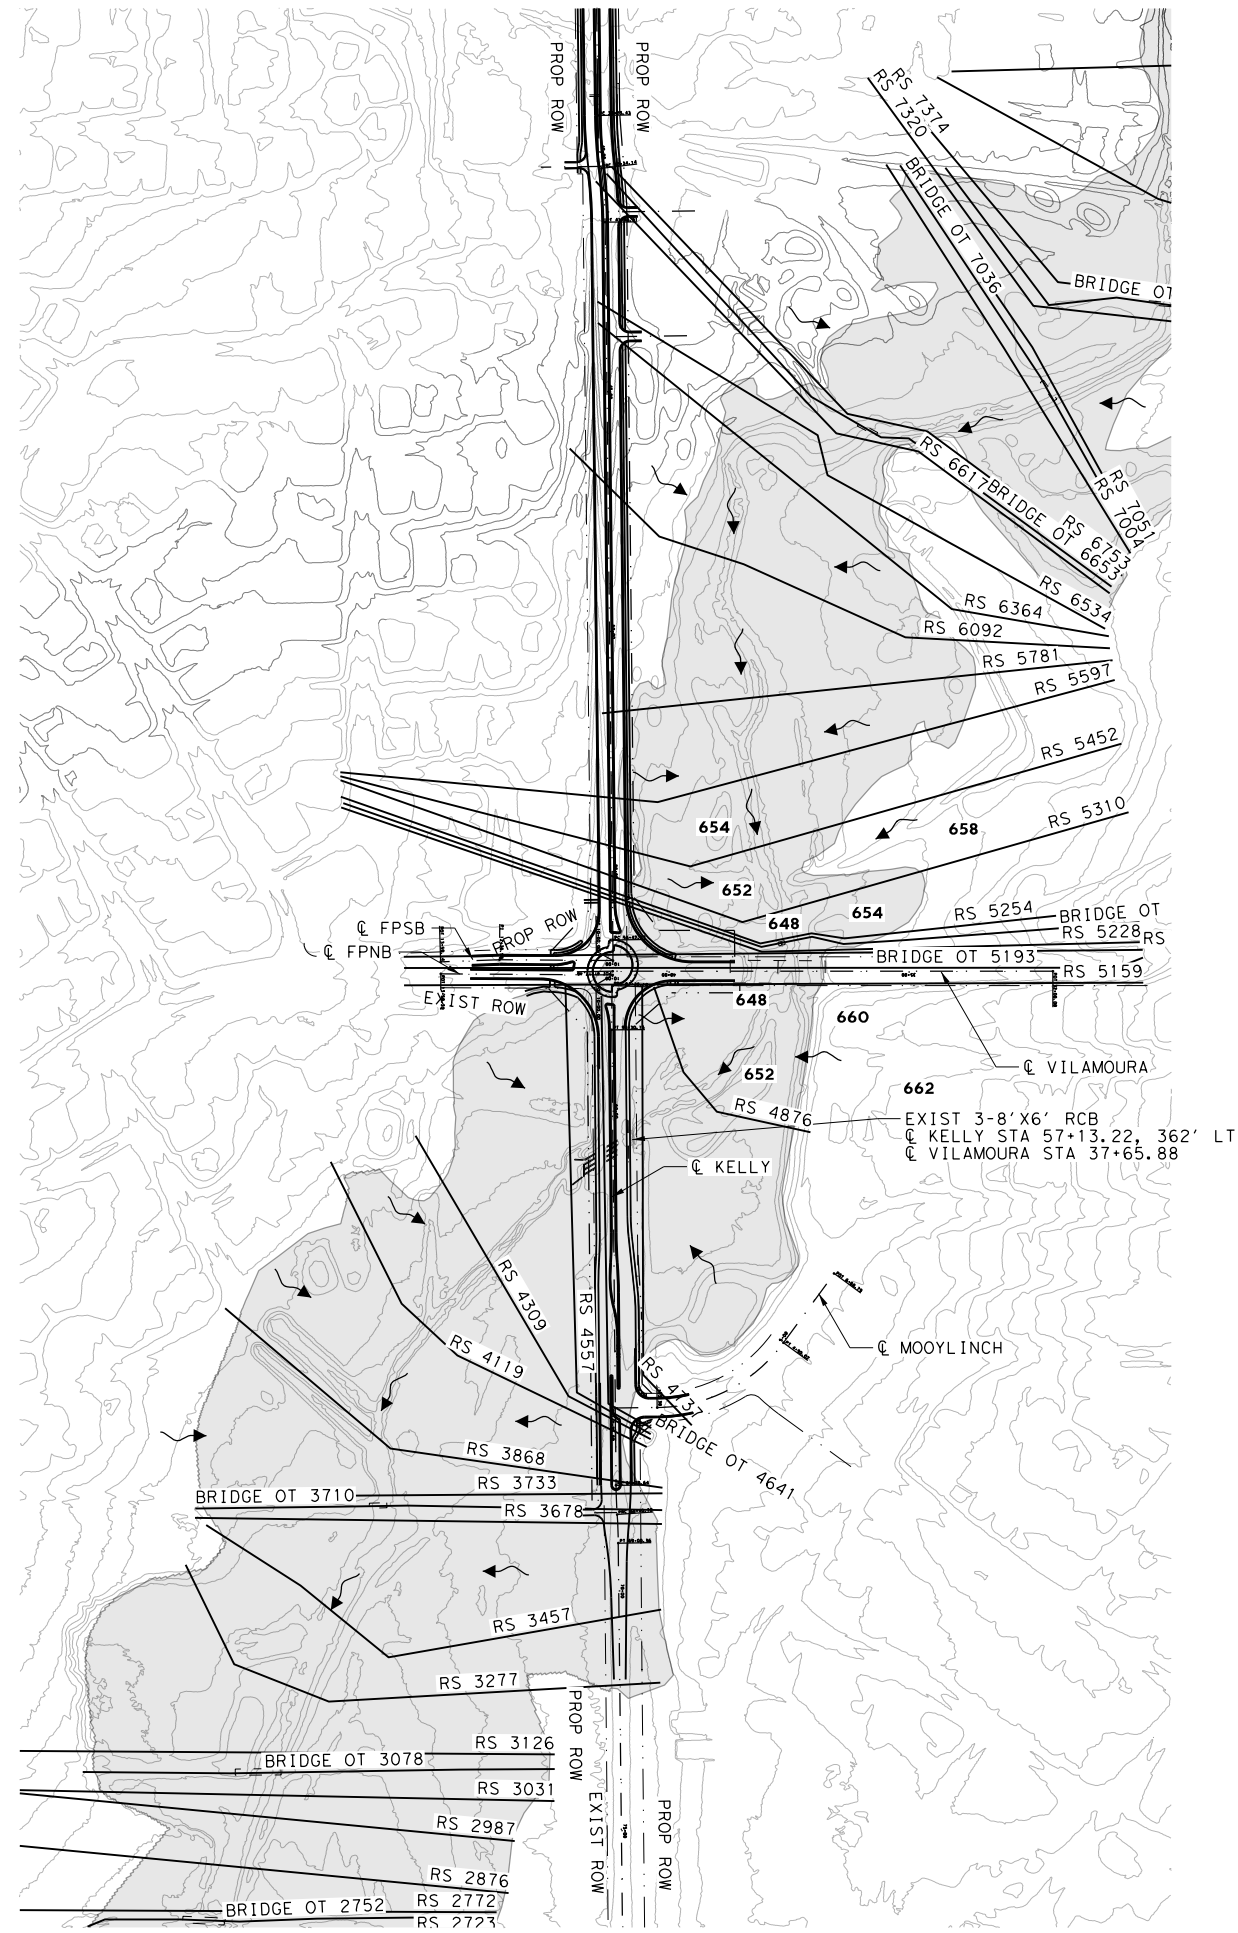 PROP ROW
PROP ROW
RS 7374
RS 7320
BRIDGE OT 7036
BRIDGE OT
RS 6617
BRIDGE OT 6653
RS 7051
RS 7004
RS 6753
RS 6534
RS 6364
RS 6092
RS 5781
RS 5597
RS 5452
RS 5310
654
658
652
654
648
RS 5254
BRIDGE OT
RS 5228
RS
BRIDGE OT 5193
RS 5159
℄ FPSB
℄ FPNB
PROP ROW
EXIST ROW
648
660
652
662
℄ VILAMOURA
RS 4876
EXIST 3-8'X6' RCB
℄ KELLY STA 57+13.22, 362' LT
℄ VILAMOURA STA 37+65.88
℄ KELLY
RS 4309
RS 4557
RS 4119
℄ MOOYLINCH
RS 4737
BRIDGE OT 4641
RS 3868
RS 3733
BRIDGE OT 3710
RS 3678
RS 3457
RS 3277
PROP ROW
RS 3126
BRIDGE OT 3078
RS 3031
RS 2987
EXIST ROW
PROP ROW
RS 2876
RS 2772
BRIDGE OT 2752
RS 2723